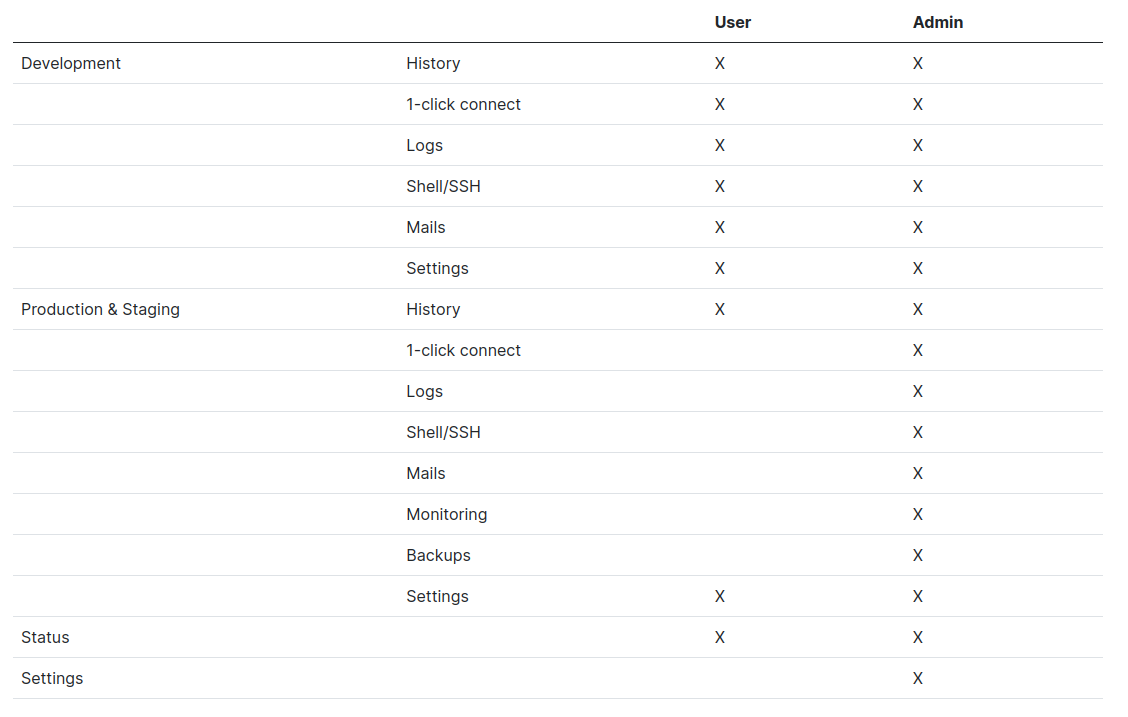 User Admin
Development History X X
1-click connect X X
Logs X X
Shell/SSH X X
Mails X X
Settings X X
Production & Staging History X X
1-click connect X
Logs X
Shell/SSH X
Mails X
Monitoring X
Backups X
Settings X X
Status X X
Settings X